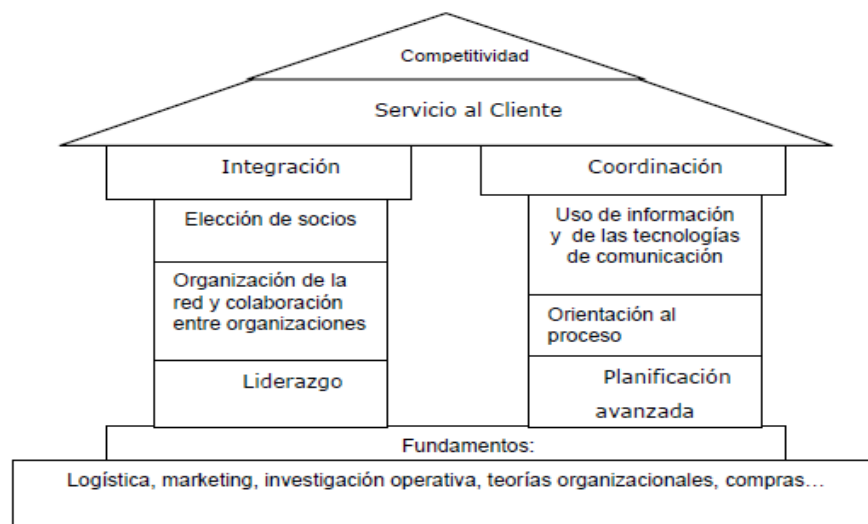 Competitividad
Servicio al Cliente
Integración
Elección de socios
Organización de la
red y colaboración
entre organizaciones
Liderazgo
Coordinación
Uso de información
y de las tecnologías
de comunicación
Orientación al
proceso
Planificación
avanzada
Fundamentos:
Logística, marketing, investigación operativa, teorías organizacionales, compras…